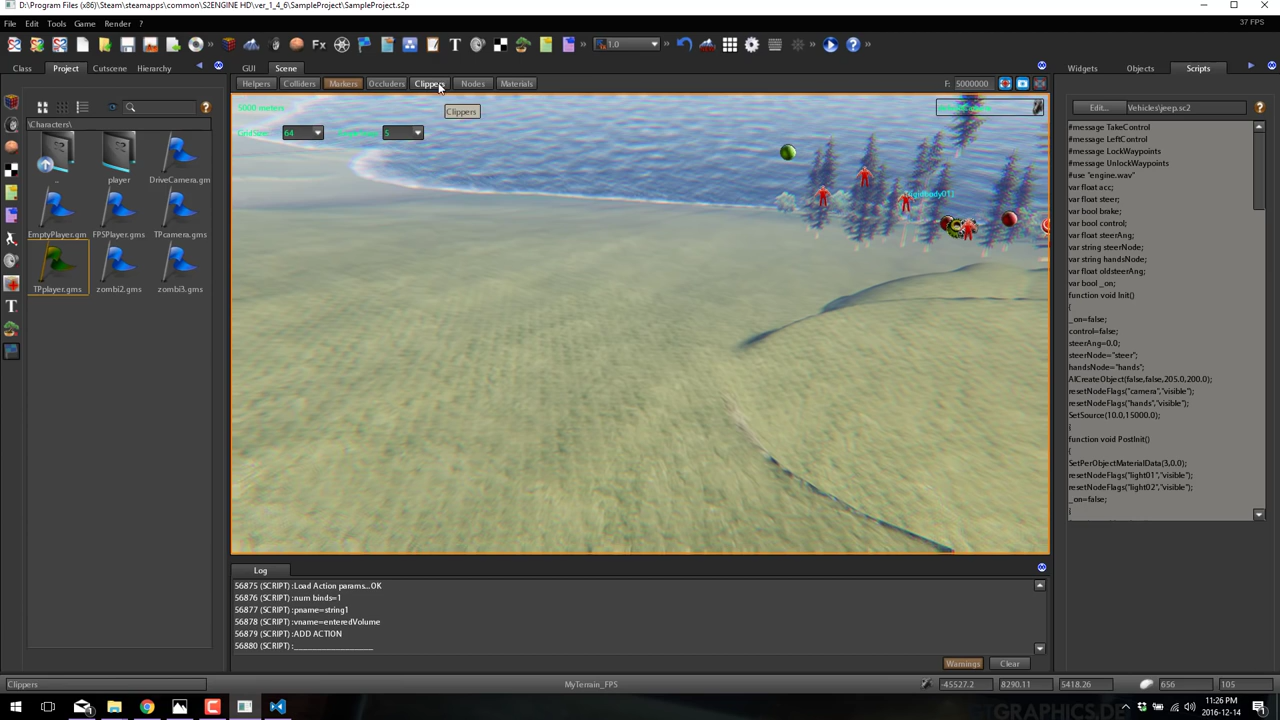 D:\Program Files (x86)\Steam\steamapps\common\S2ENGINE HD\ver_1_4_6\SampleProject\SampleProject.s2p
File Edit Tools Game Render ?
37 FPS
Fx T 1.0
Class Project Cutscene Hierarchy
GUI Scene
Widgets Objects Scripts
Helpers Colliders Markers Occluders Clippers Nodes Materials
F: 5000000
\Characters\
.. player DriveCamera.gm
EmptyPlayer.gm FPSPlayer.gms TPcamera.gms
TPplayer.gms zombi2.gms zombi3.gms
5000 meters
Clippers
GridSize: 64
5
Edit... Vehicles\jeep.sc2
#message TakeControl
#message LeftControl
#message LockWaypoints
#message UnlockWaypoints
#use "engine.wav"
var float acc;
var float steer;
var bool brake;
var bool control;
var float steerAng;
var string steerNode;
var string handsNode;
var float oldsteerAng;
var bool _on;
function void Init()
{
_on=false;
control=false;
steerAng=0.0;
steerNode="steer";
handsNode="hands";
AICreateObject(false,false,205.0,200.0);
resetNodeFlags("camera","visible");
resetNodeFlags("hands","visible");
SetSource(10.0,15000.0);
function void PostInit()
{
SetPerObjectMaterialData(3,0.0);
resetNodeFlags("light01","visible");
resetNodeFlags("light02","visible");
_on=false;
Log
56875 (SCRIPT) :Load Action params...OK
56876 (SCRIPT) :num binds=1
56877 (SCRIPT) :pname=string1
56878 (SCRIPT) :vname=enteredVolume
56879 (SCRIPT) :ADD ACTION
56880 (SCRIPT) :__________________
Warnings Clear
Clippers
MyTerrain_FPS
-45527.2 8290.11 5418.26 656 105
11:26 PM
2016-12-14